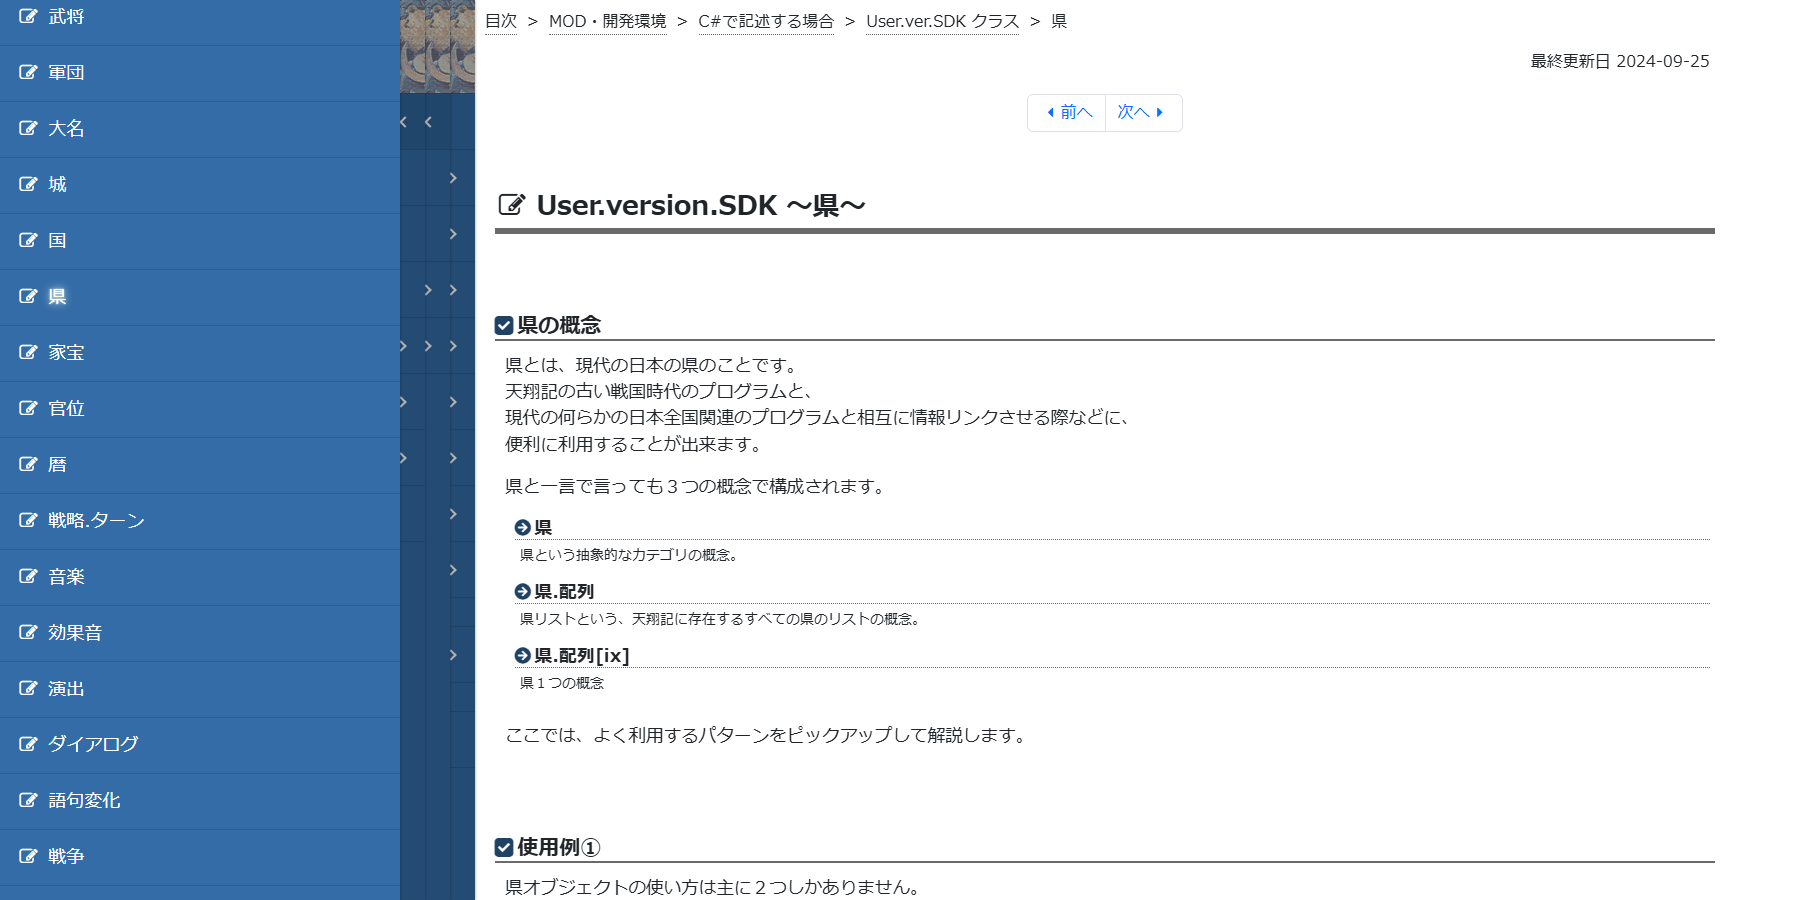 武将
軍団
大名
城
国
県
家宝
官位
暦
戦略.ターン
音楽
効果音
演出
ダイアログ
語句変化
戦争
目次 > MOD・開発環境 > C#で記述する場合 > User.ver.SDK クラス > 県
最終更新日 2024-09-25
前へ 次へ
User.version.SDK ～県～
県の概念
県とは、現代の日本の県のことです。
天翔記の古い戦国時代のプログラムと、
現代の何らかの日本全国関連のプログラムと相互に情報リンクさせる際などに、
便利に利用することが出来ます。
県と一言で言っても３つの概念で構成されます。
県
県という抽象的なカテゴリの概念。
県.配列
県リストという、天翔記に存在するすべての県のリストの概念。
県.配列[ix]
県１つの概念
ここでは、よく利用するパターンをピックアップして解説します。
使用例①
県オブジェクトの使い方は主に２つしかありません。